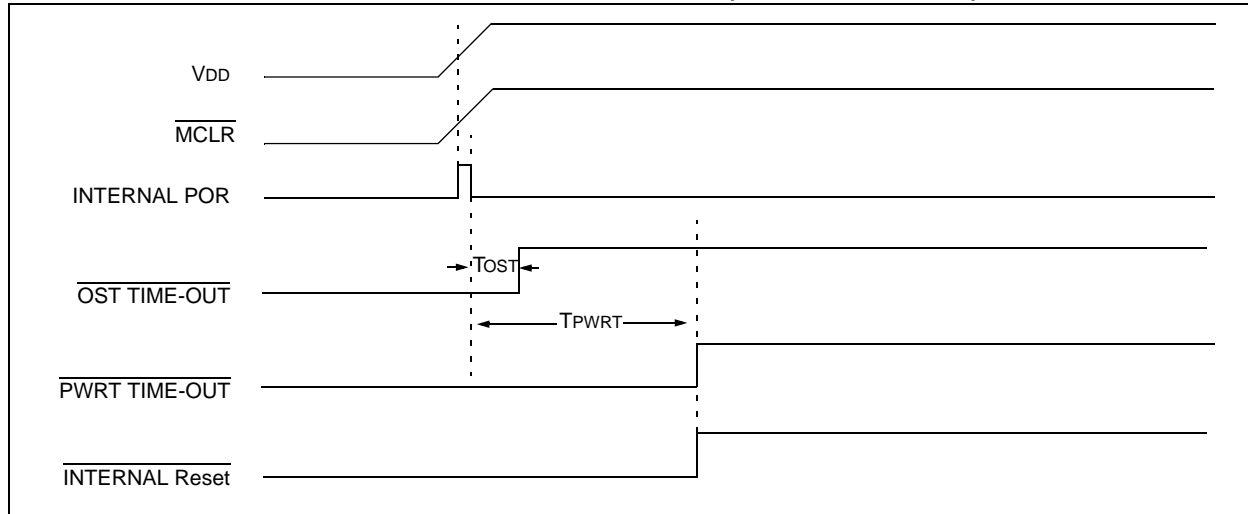 VDD
MCLR
INTERNAL POR
TOST
OST TIME-OUT
TPWRT
PWRT TIME-OUT
INTERNAL Reset